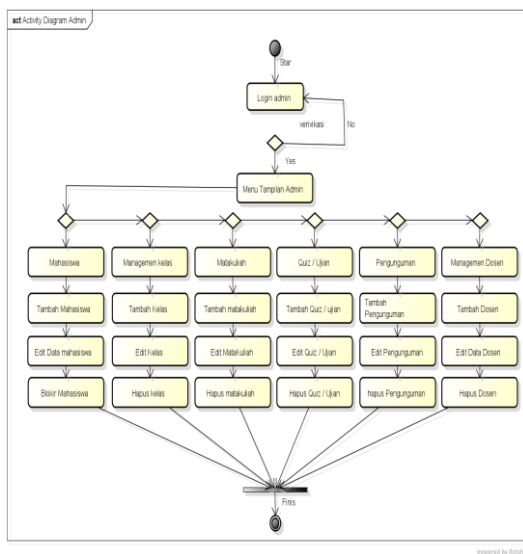 act Activity Diagram Admin
Star
Login admin
verivikasi
No
Yes
Menu Tampilan Admin
Mahasiswa
Managemen kelas
Matakuliah
Quiz / Ujian
Pengunguman
Managemen Dosen
Tambah Mahasiswa
Tambah Kelas
Tambah matakuliah
Tambah Quiz / ujian
Tambah
Pengunguman
Tambah Dosen
Edit Data mahasiswa
Edit Kelas
Edit Matakuliah
Edit Quiz / Ujian
Edit Pengunguman
Edit Data Dosen
Blokir Mahasiswa
Hapus kelas
Hapus matakuliah
Hapus Quiz / Ujian
hapus Pengunguman
Hapus Dosen
Finis
powered by